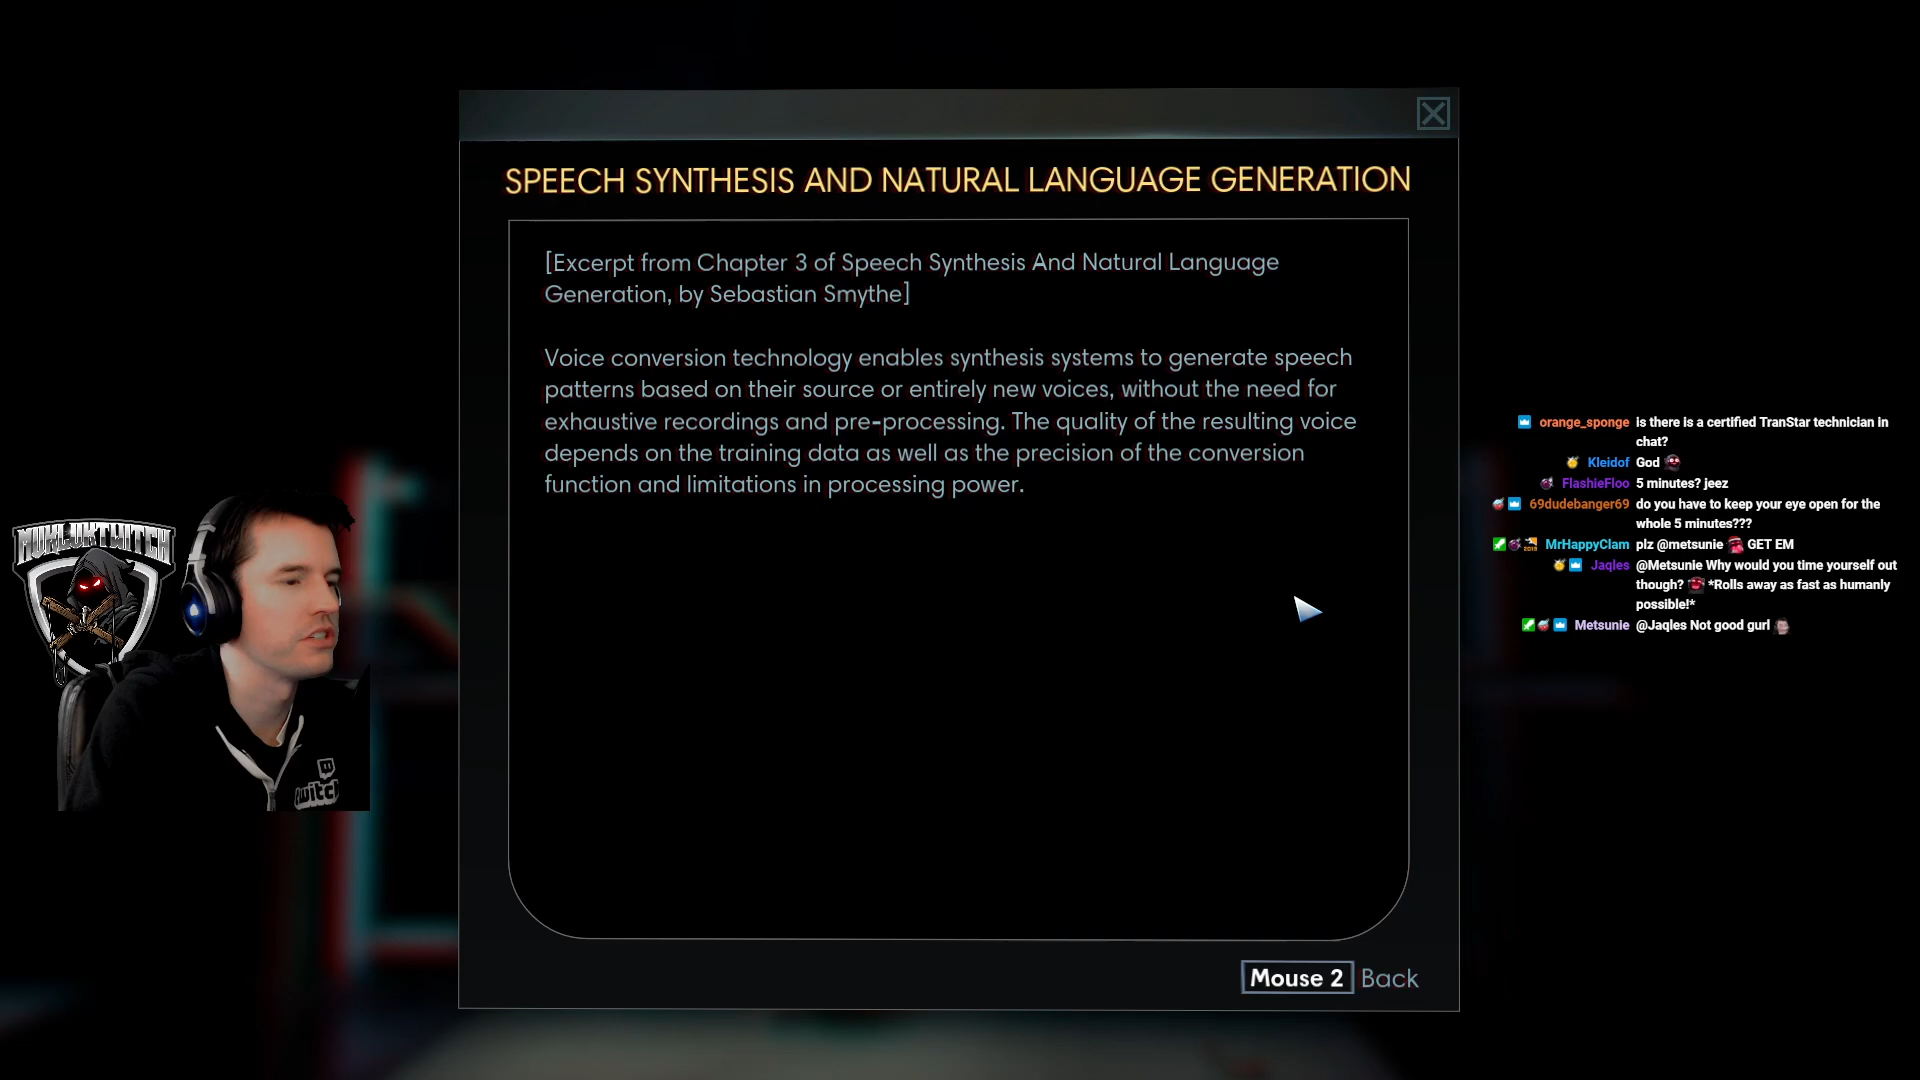 SPEECH SYNTHESIS AND NATURAL LANGUAGE GENERATION
[Excerpt from Chapter 3 of Speech Synthesis And Natural Language
Generation, by Sebastian Smythe]
Voice conversion technology enables synthesis systems to generate speech
patterns based on their source or entirely new voices, without the need for
exhaustive recordings and pre-processing. The quality of the resulting voice
depends on the training data as well as the precision of the conversion
function and limitations in processing power.
Mouse 2 Back
MUKLUKTWITCH
twitch
orange_sponge Is there is a certified TranStar technician in
chat?
Kleidof God
FlashieFloo 5 minutes? jeez
69dudebanger69 do you have to keep your eye open for the
whole 5 minutes???
MrHappyClam plz @metsunie GET EM
Jaqles @Metsunie Why would you time yourself out
though? *Rolls away as fast as humanly
possible!*
Metsunie @Jaqles Not good gurl